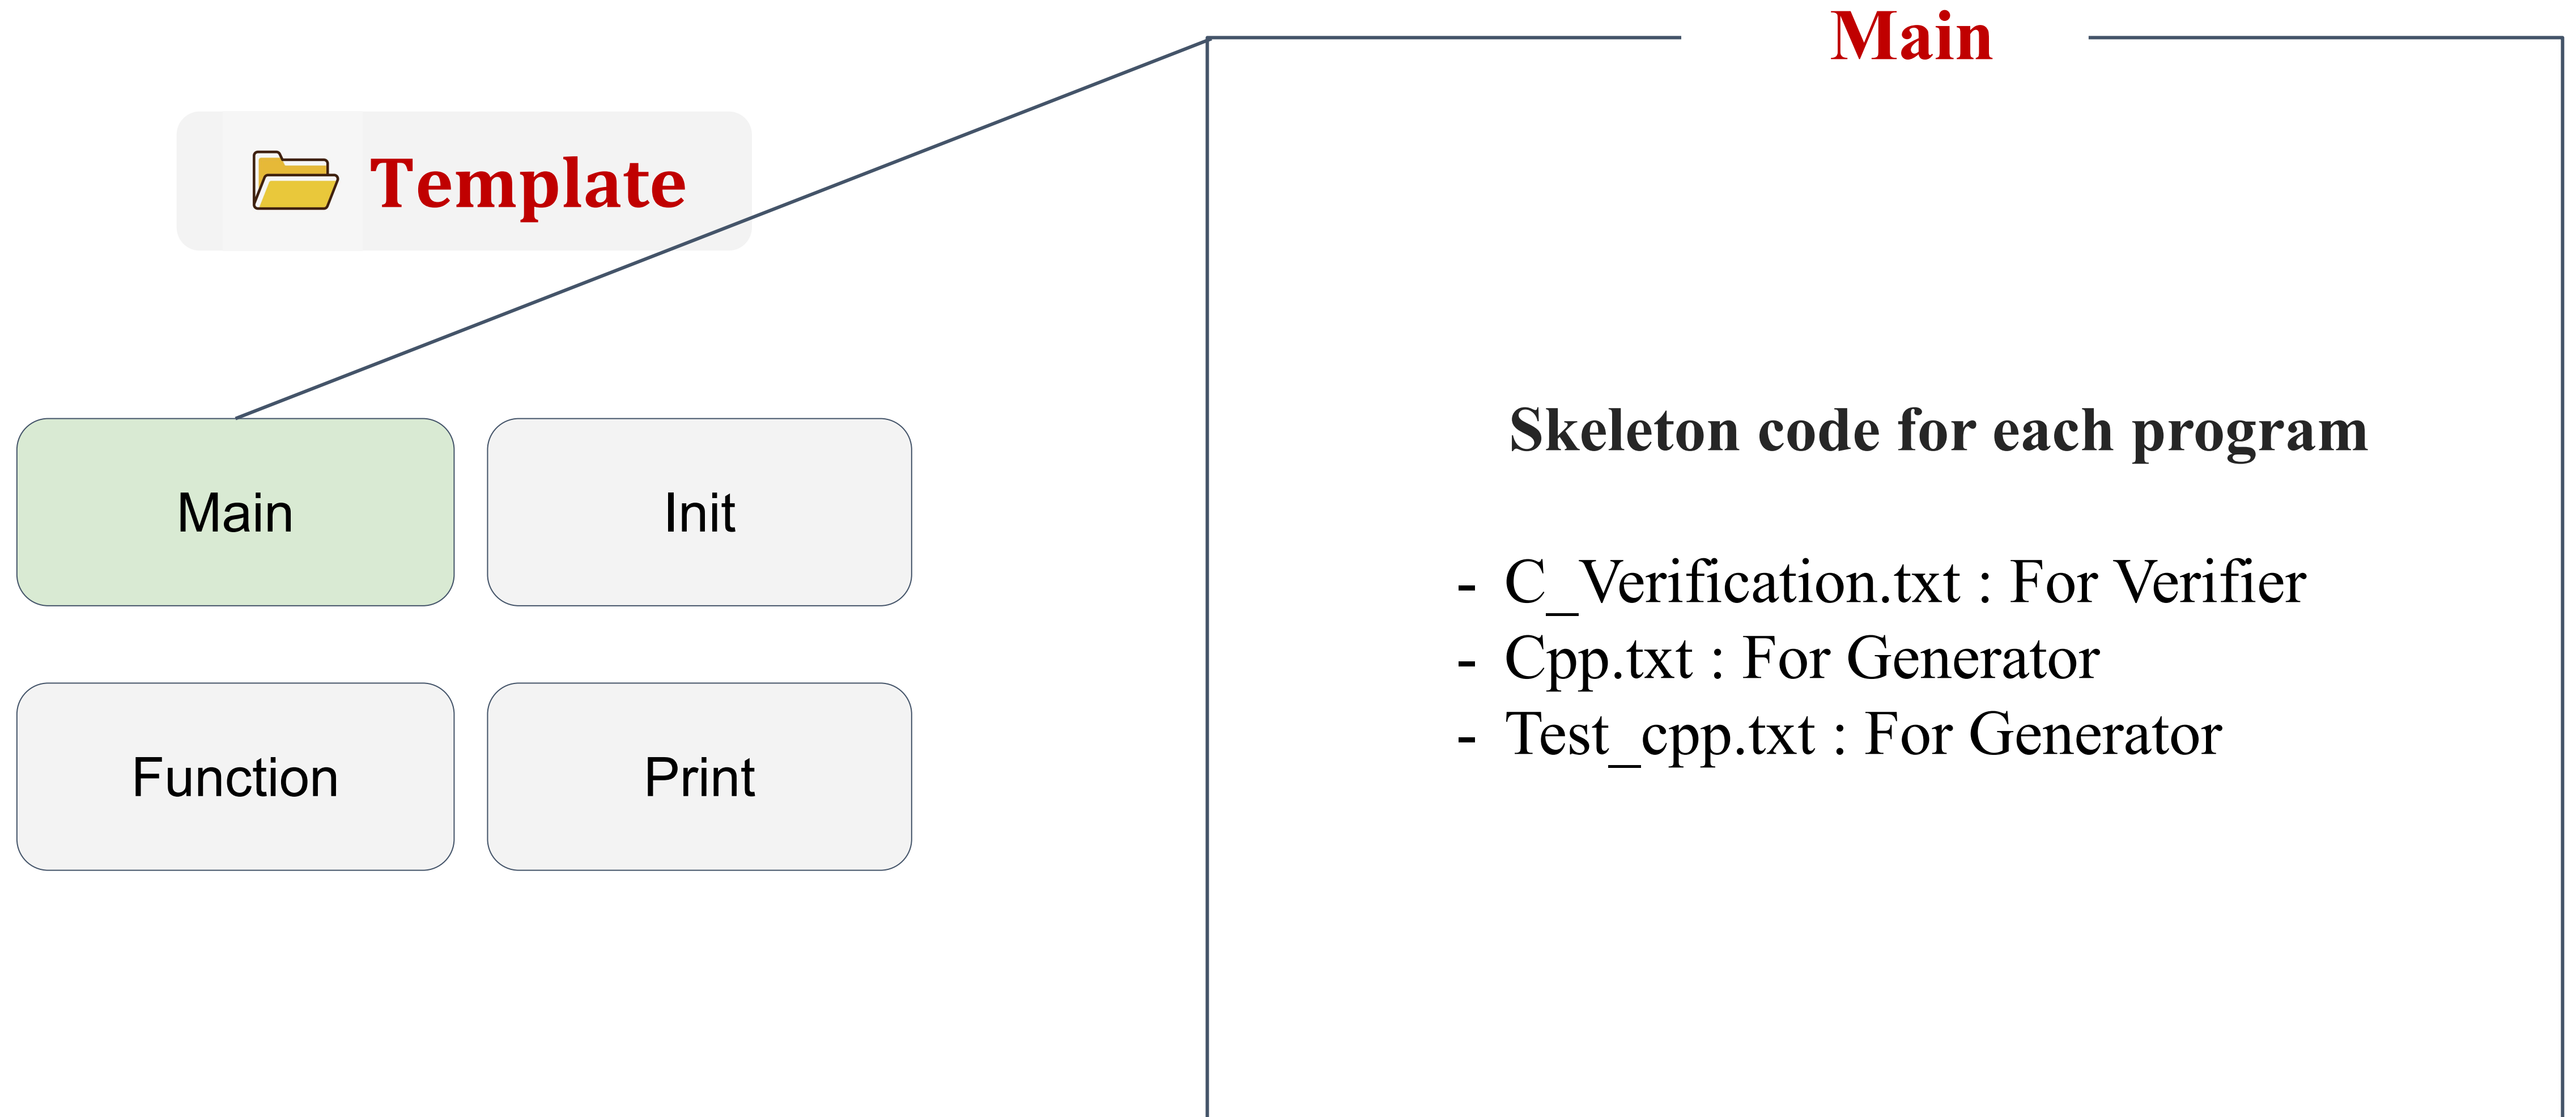 Template
Main
Init
Function
Print
Main
Skeleton code for each program
- C_Verification.txt : For Verifier
- Cpp.txt : For Generator
- Test_cpp.txt : For Generator